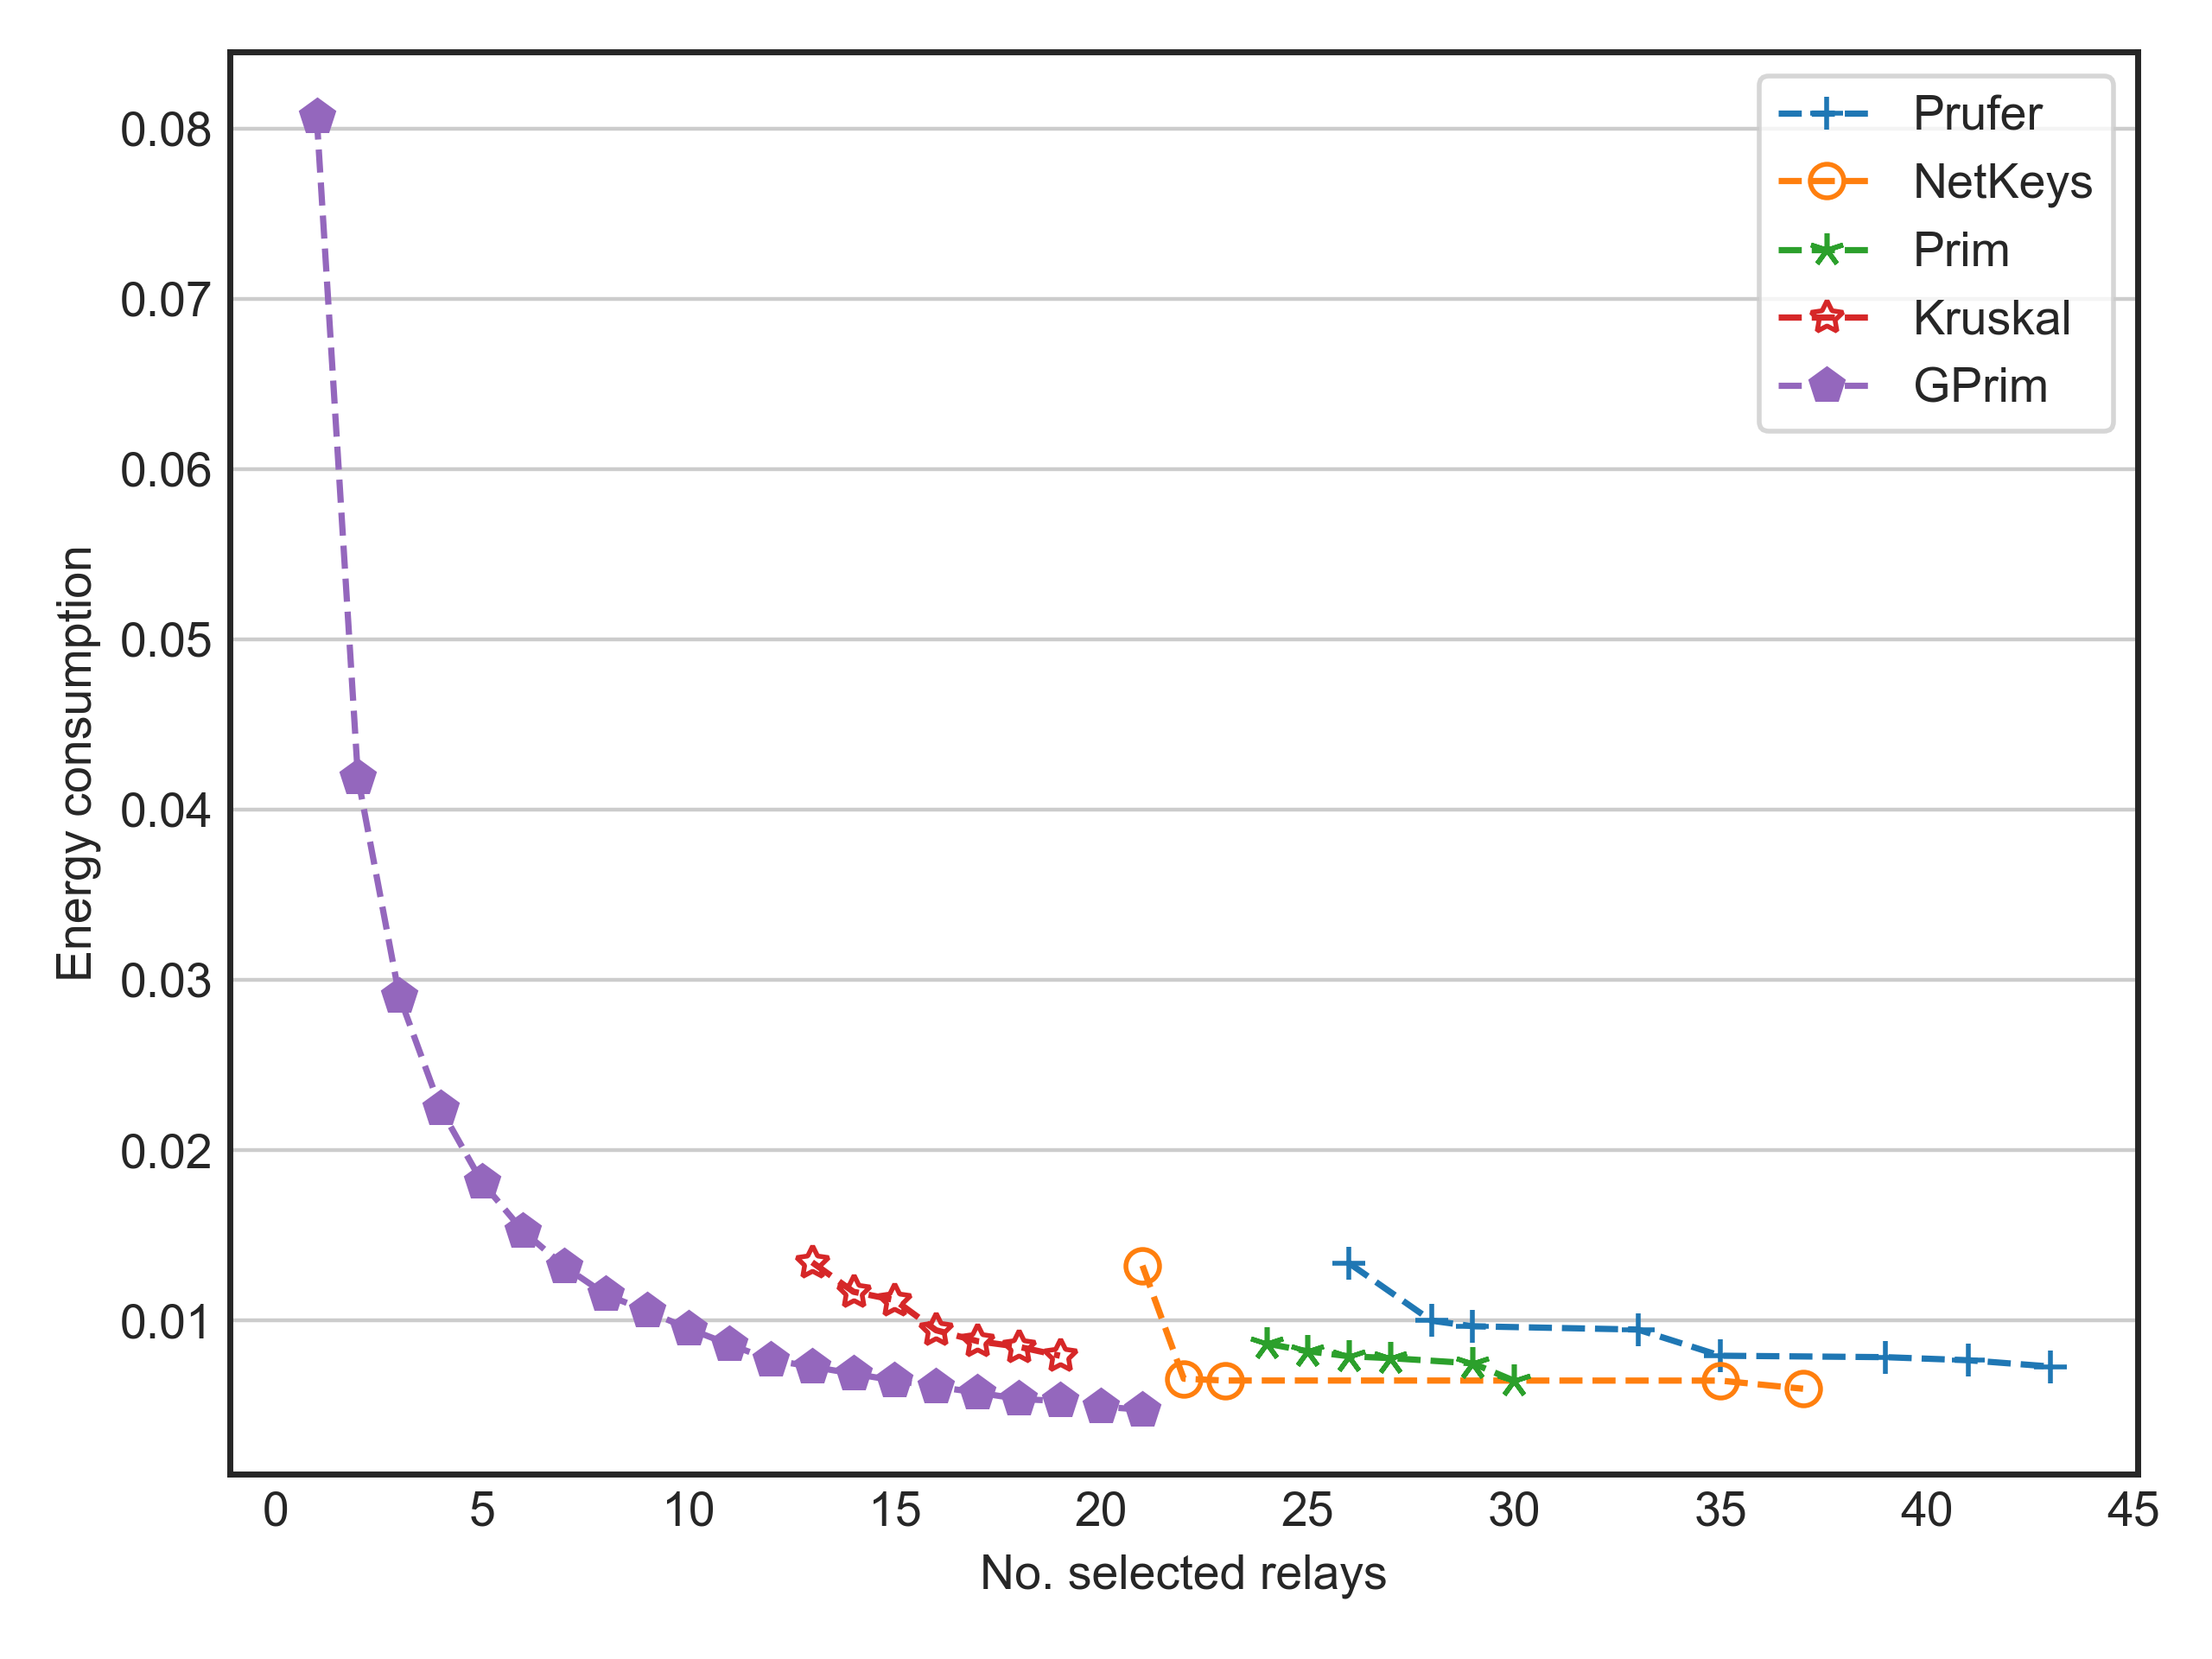 Energy consumption
0.08
0.07
0.06
0.05
0.04
0.03
0.02
0.01
Prufer
NetKeys
Prim
Kruskal
GPrim
0 5 10 15 20 25 30 35 40 45
No. selected relays